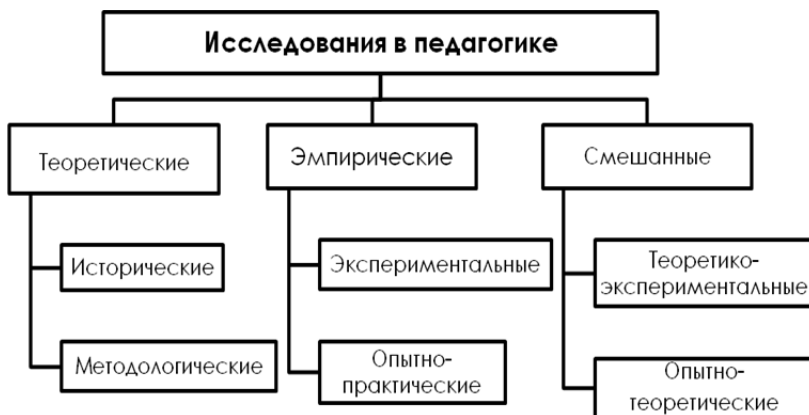 Исследования в педагогике
Теоретические
Эмпирические
Смешанные
Исторические
Методологические
Экспериментальные
Опытно-
практические
Теоретико-
экспериментальные
Опытно-
теоретические